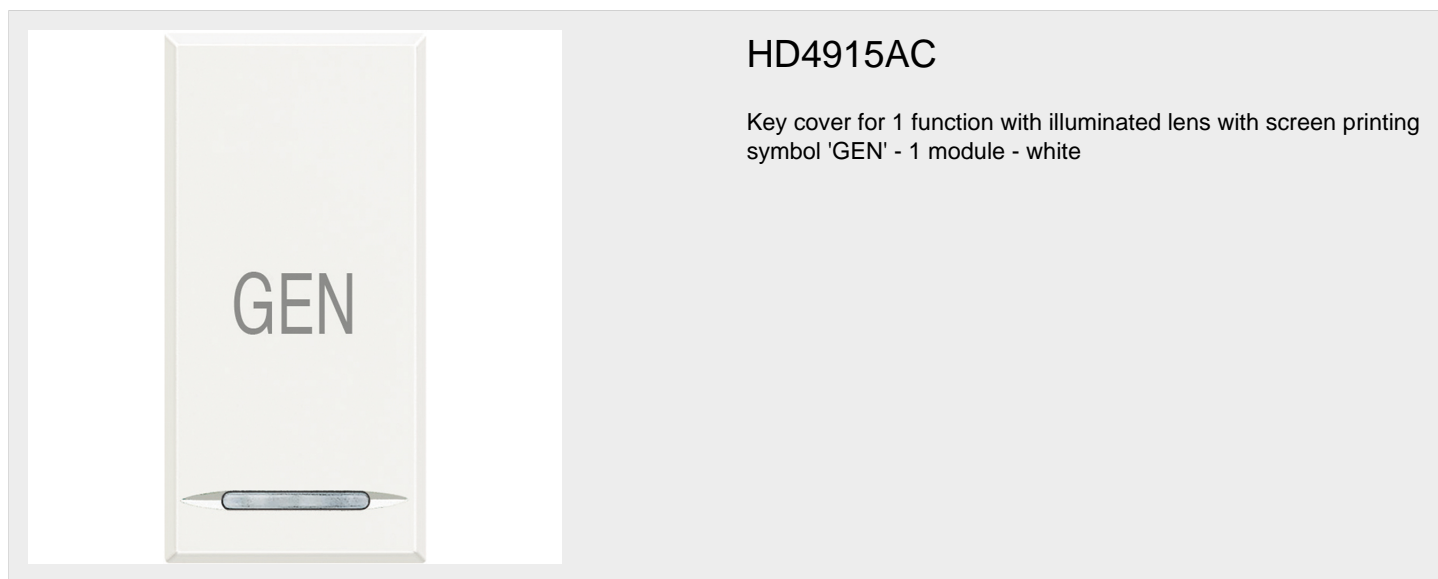 HD4915AC
Key cover for 1 function with illuminated lens with screen printing
symbol 'GEN' - 1 module - white
GEN